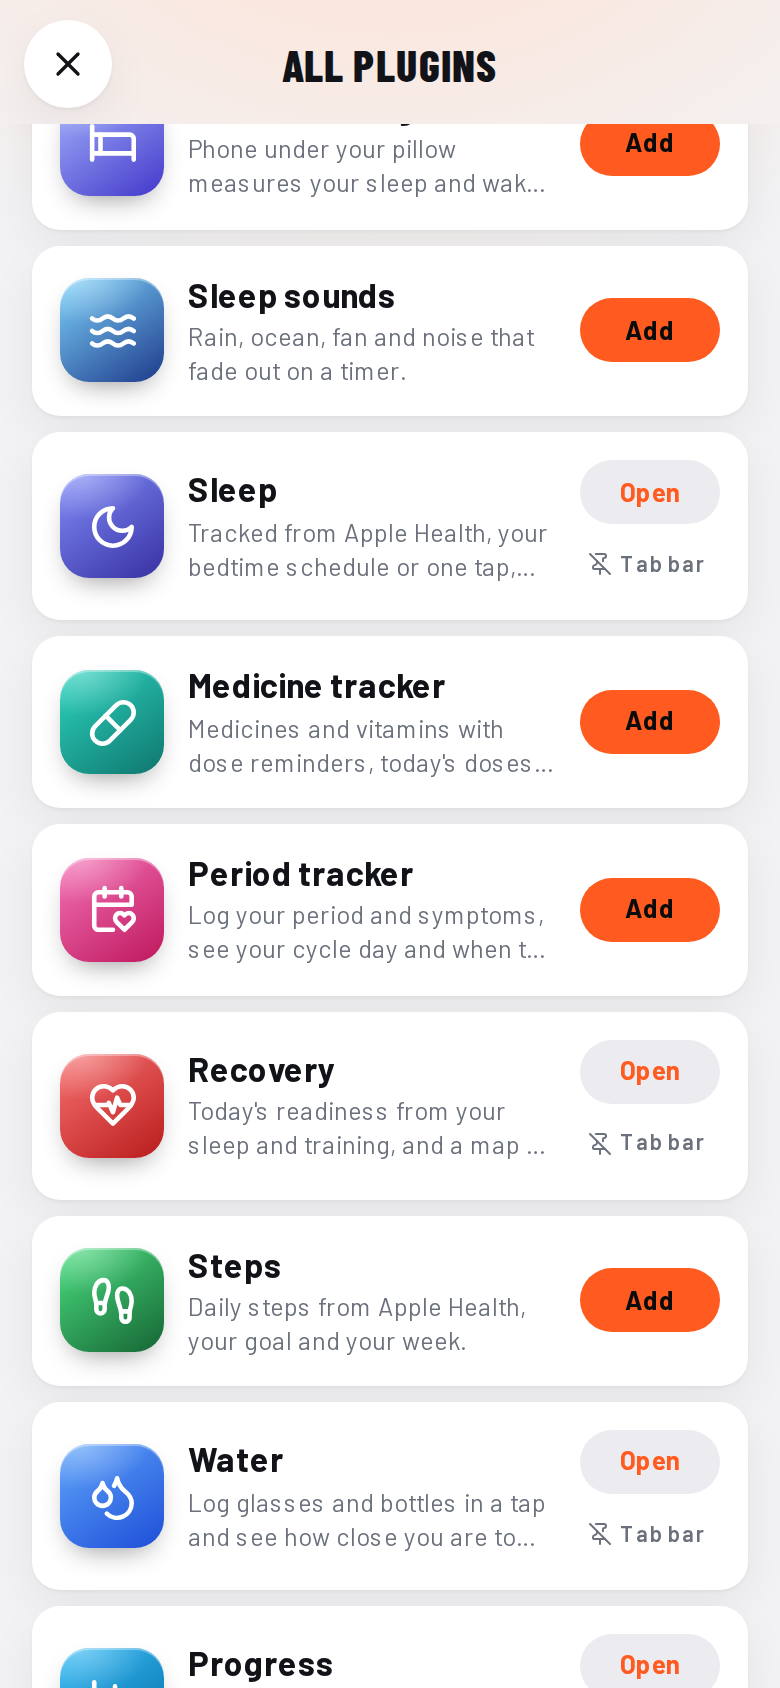 ALL PLUGINS
Phone under your pillow
measures your sleep and wak...
Add
Sleep sounds
Rain, ocean, fan and noise that
fade out on a timer.
Add
Sleep
Tracked from Apple Health, your
bedtime schedule or one tap,...
Open
Tab bar
Medicine tracker
Medicines and vitamins with
dose reminders, today's doses...
Add
Period tracker
Log your period and symptoms,
see your cycle day and when t...
Add
Recovery
Today's readiness from your
sleep and training, and a map ...
Open
Tab bar
Steps
Daily steps from Apple Health,
your goal and your week.
Add
Water
Log glasses and bottles in a tap
and see how close you are to...
Open
Tab bar
Progress
Open